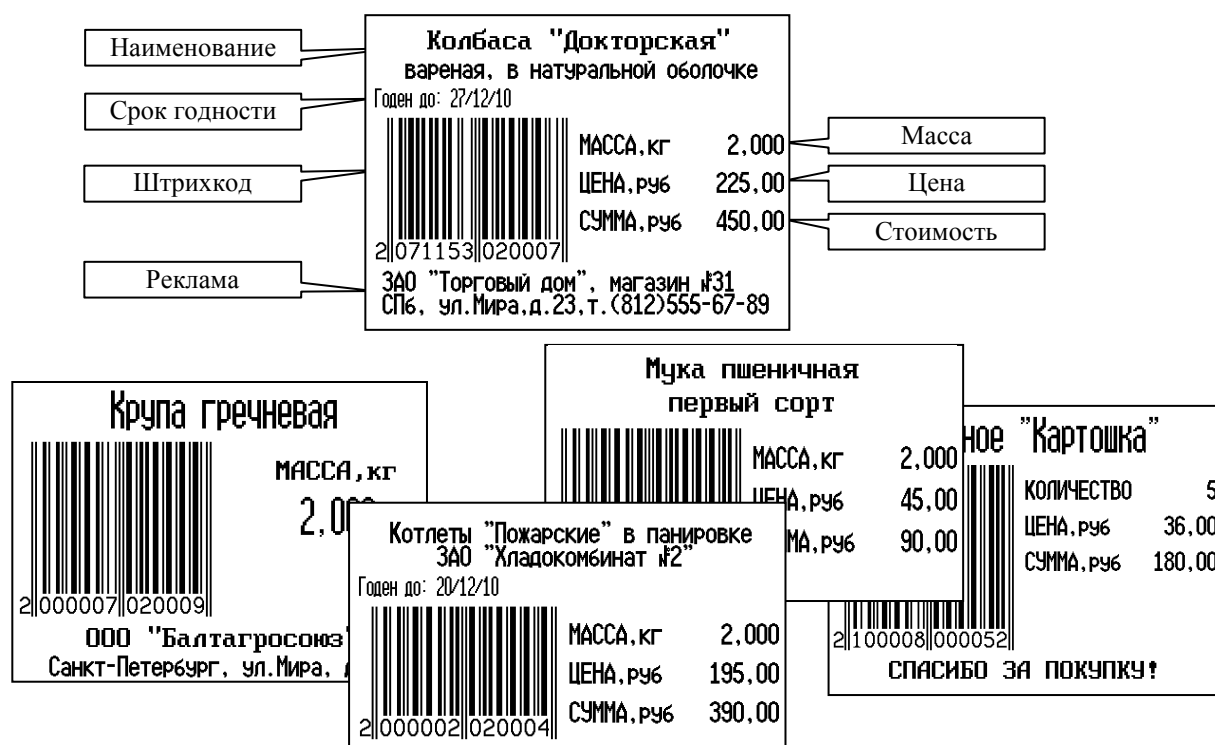 Наименование
Срок годности
Штрихкод
Реклама
Колбаса "Докторская"
вареная, в натуральной оболочке
Годен до: 27/12/10
МАССА,кг 2,000
ЦЕНА,руб 225,00
СУММА,руб 450,00
2 071153 020007
ЗАО "Торговый дом", магазин №31
СПб, ул.Мира,д.23,т.(812)555-67-89
Масса
Цена
Стоимость
Крупа гречневая
МАССА,кг
2 000007 020009
ООО "Балтагросоюз"
Санкт-Петербург, ул.Мира,
Мука пшеничная
первый сорт
МАССА,кг 2,000
ЦЕНА,руб 45,00
90,00
Котлеты "Пожарские" в панировке
ЗАО "Хладокомбинат №2"
Годен до: 20/12/10
МАССА,кг 2,000
ЦЕНА,руб 195,00
СУММА,руб 390,00
2 000002 020004
"Картошка"
КОЛИЧЕСТВО 5
ЦЕНА,руб 36,00
СУММА,руб 180,00
2 100008 000052
СПАСИБО ЗА ПОКУПКУ!